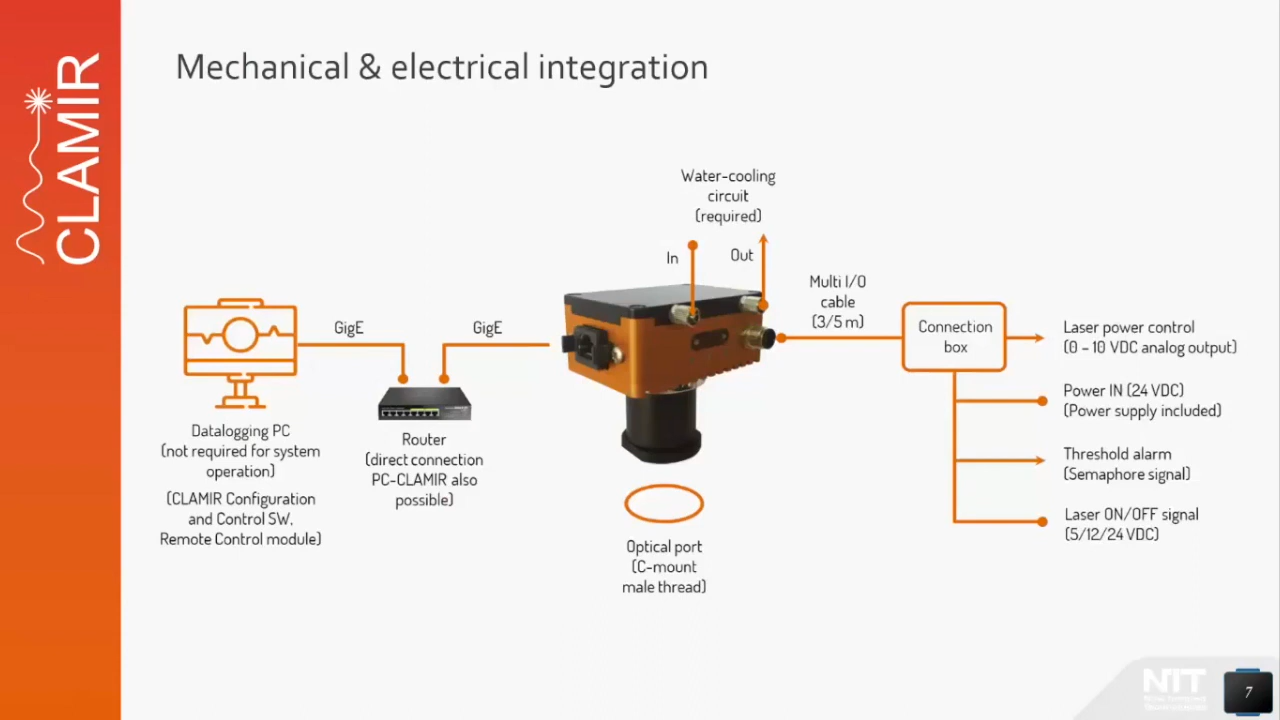 CLAMIR
Mechanical & electrical integration
Water-cooling
circuit
(required)
In
Out
Multi I/O
cable
(3/5 m)
GigE
GigE
Connection
box
Laser power control
(0 – 10 VDC analog output)
Power IN (24 VDC)
(Power supply included)
Threshold alarm
(Semaphore signal)
Laser ON/OFF signal
(5/12/24 VDC)
Datalogging PC
(not required for system
operation)
(CLAMIR Configuration
and Control SW,
Remote Control module)
Router
(direct connection
PC-CLAMIR also
possible)
Optical port
(C-mount
male thread)
NIT
7